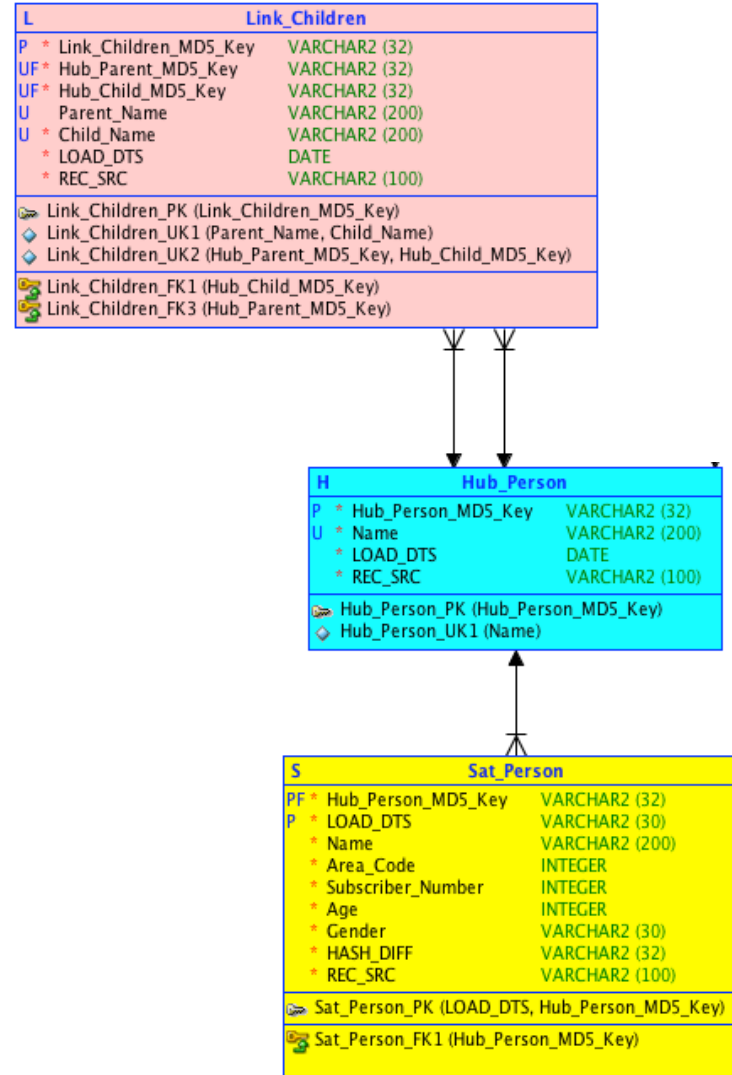 L Link_Children
P * Link_Children_MD5_Key VARCHAR2 (32)
UF * Hub_Parent_MD5_Key VARCHAR2 (32)
UF * Hub_Child_MD5_Key VARCHAR2 (32)
U Parent_Name VARCHAR2 (200)
U * Child_Name VARCHAR2 (200)
* LOAD_DTS DATE
* REC_SRC VARCHAR2 (100)
Link_Children_PK (Link_Children_MD5_Key)
Link_Children_UK1 (Parent_Name, Child_Name)
Link_Children_UK2 (Hub_Parent_MD5_Key, Hub_Child_MD5_Key)
Link_Children_FK1 (Hub_Child_MD5_Key)
Link_Children_FK3 (Hub_Parent_MD5_Key)
H Hub_Person
P * Hub_Person_MD5_Key VARCHAR2 (32)
U * Name VARCHAR2 (200)
* LOAD_DTS DATE
* REC_SRC VARCHAR2 (100)
Hub_Person_PK (Hub_Person_MD5_Key)
Hub_Person_UK1 (Name)
S Sat_Person
PF * Hub_Person_MD5_Key VARCHAR2 (32)
P * LOAD_DTS VARCHAR2 (30)
* Name VARCHAR2 (200)
* Area_Code INTEGER
* Subscriber_Number INTEGER
* Age INTEGER
* Gender VARCHAR2 (30)
* HASH_DIFF VARCHAR2 (32)
* REC_SRC VARCHAR2 (100)
Sat_Person_PK (LOAD_DTS, Hub_Person_MD5_Key)
Sat_Person_FK1 (Hub_Person_MD5_Key)